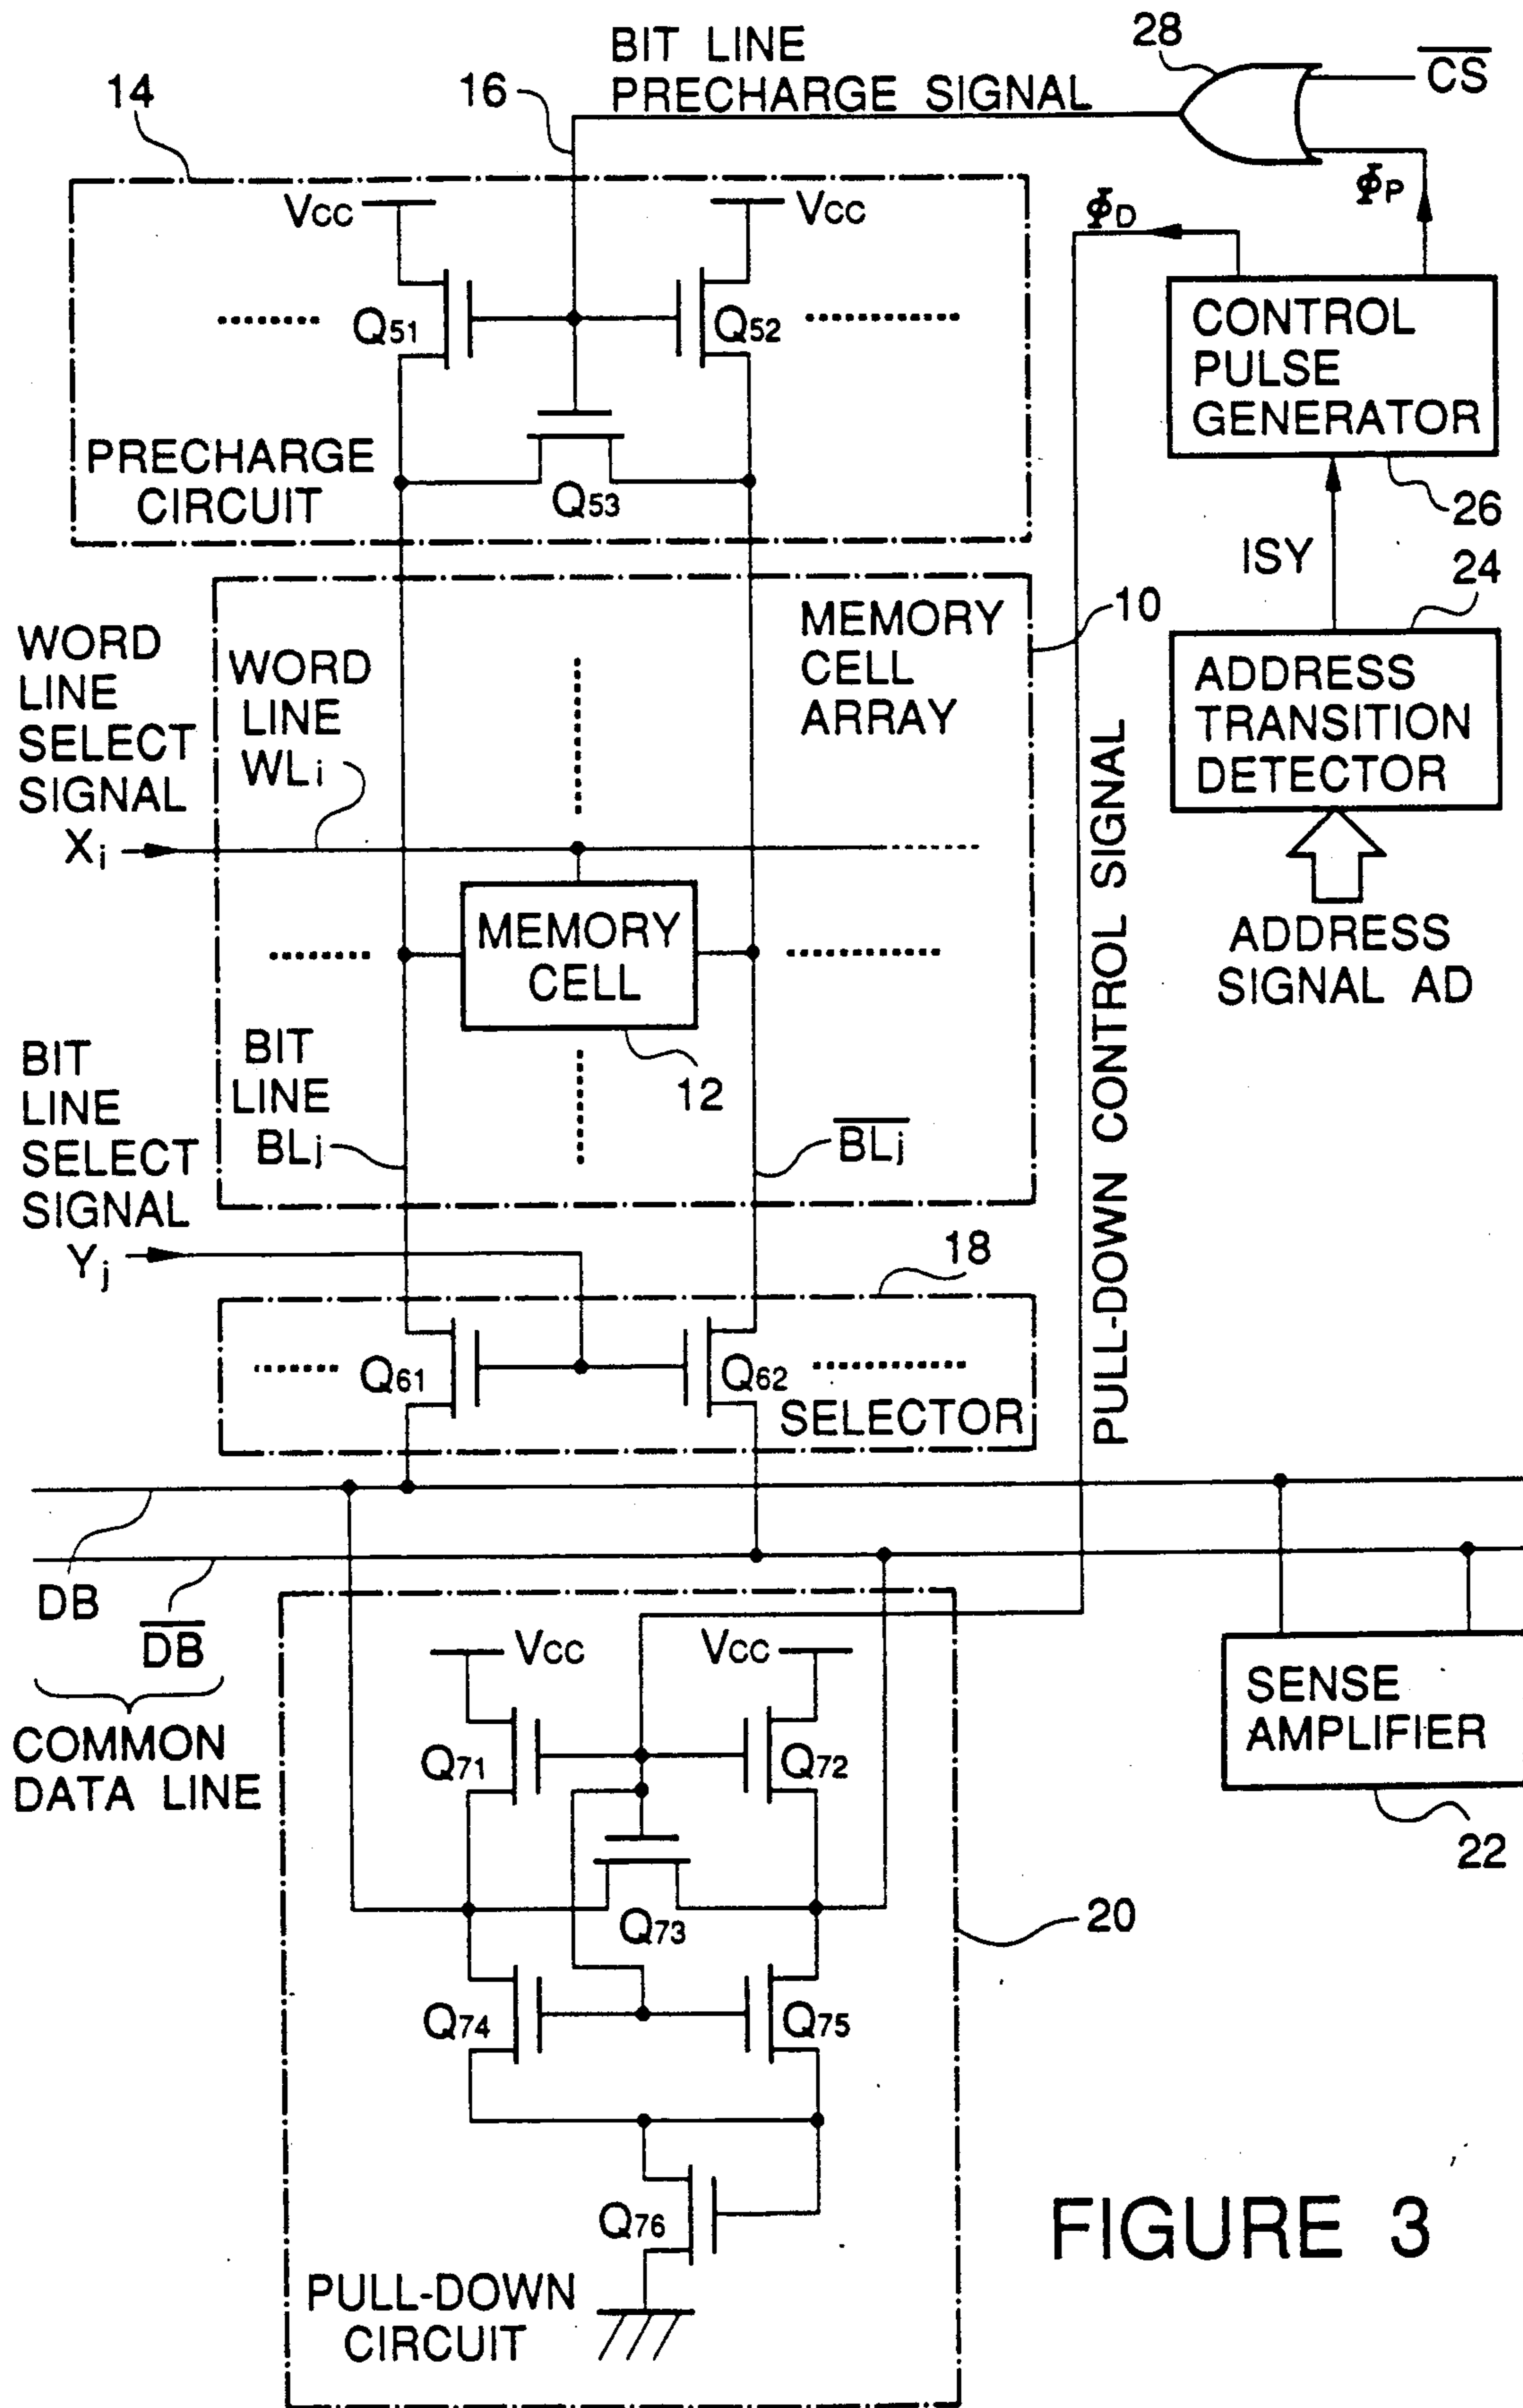 BIT LINE
PRECHARGE SIGNAL
28
C̅S̅
14
16
Vcc
Vcc
ΦD
ΦP
Q51
Q52
Q53
PRECHARGE
CIRCUIT
CONTROL
PULSE
GENERATOR
26
ISY
24
ADDRESS
TRANSITION
DETECTOR
ADDRESS
SIGNAL AD
10
MEMORY
CELL
ARRAY
WORD
LINE
SELECT
SIGNAL
Xi
WORD
LINE
WLi
MEMORY
CELL
12
BIT
LINE
SELECT
SIGNAL
Yj
BIT
LINE
BLj
B̅L̅j̅
PULL-DOWN CONTROL SIGNAL
18
Q61
Q62
SELECTOR
DB
D̅B̅
COMMON
DATA LINE
Vcc
Vcc
Q71
Q72
Q73
Q74
Q75
Q76
20
PULL-DOWN
CIRCUIT
SENSE
AMPLIFIER
22
FIGURE 3